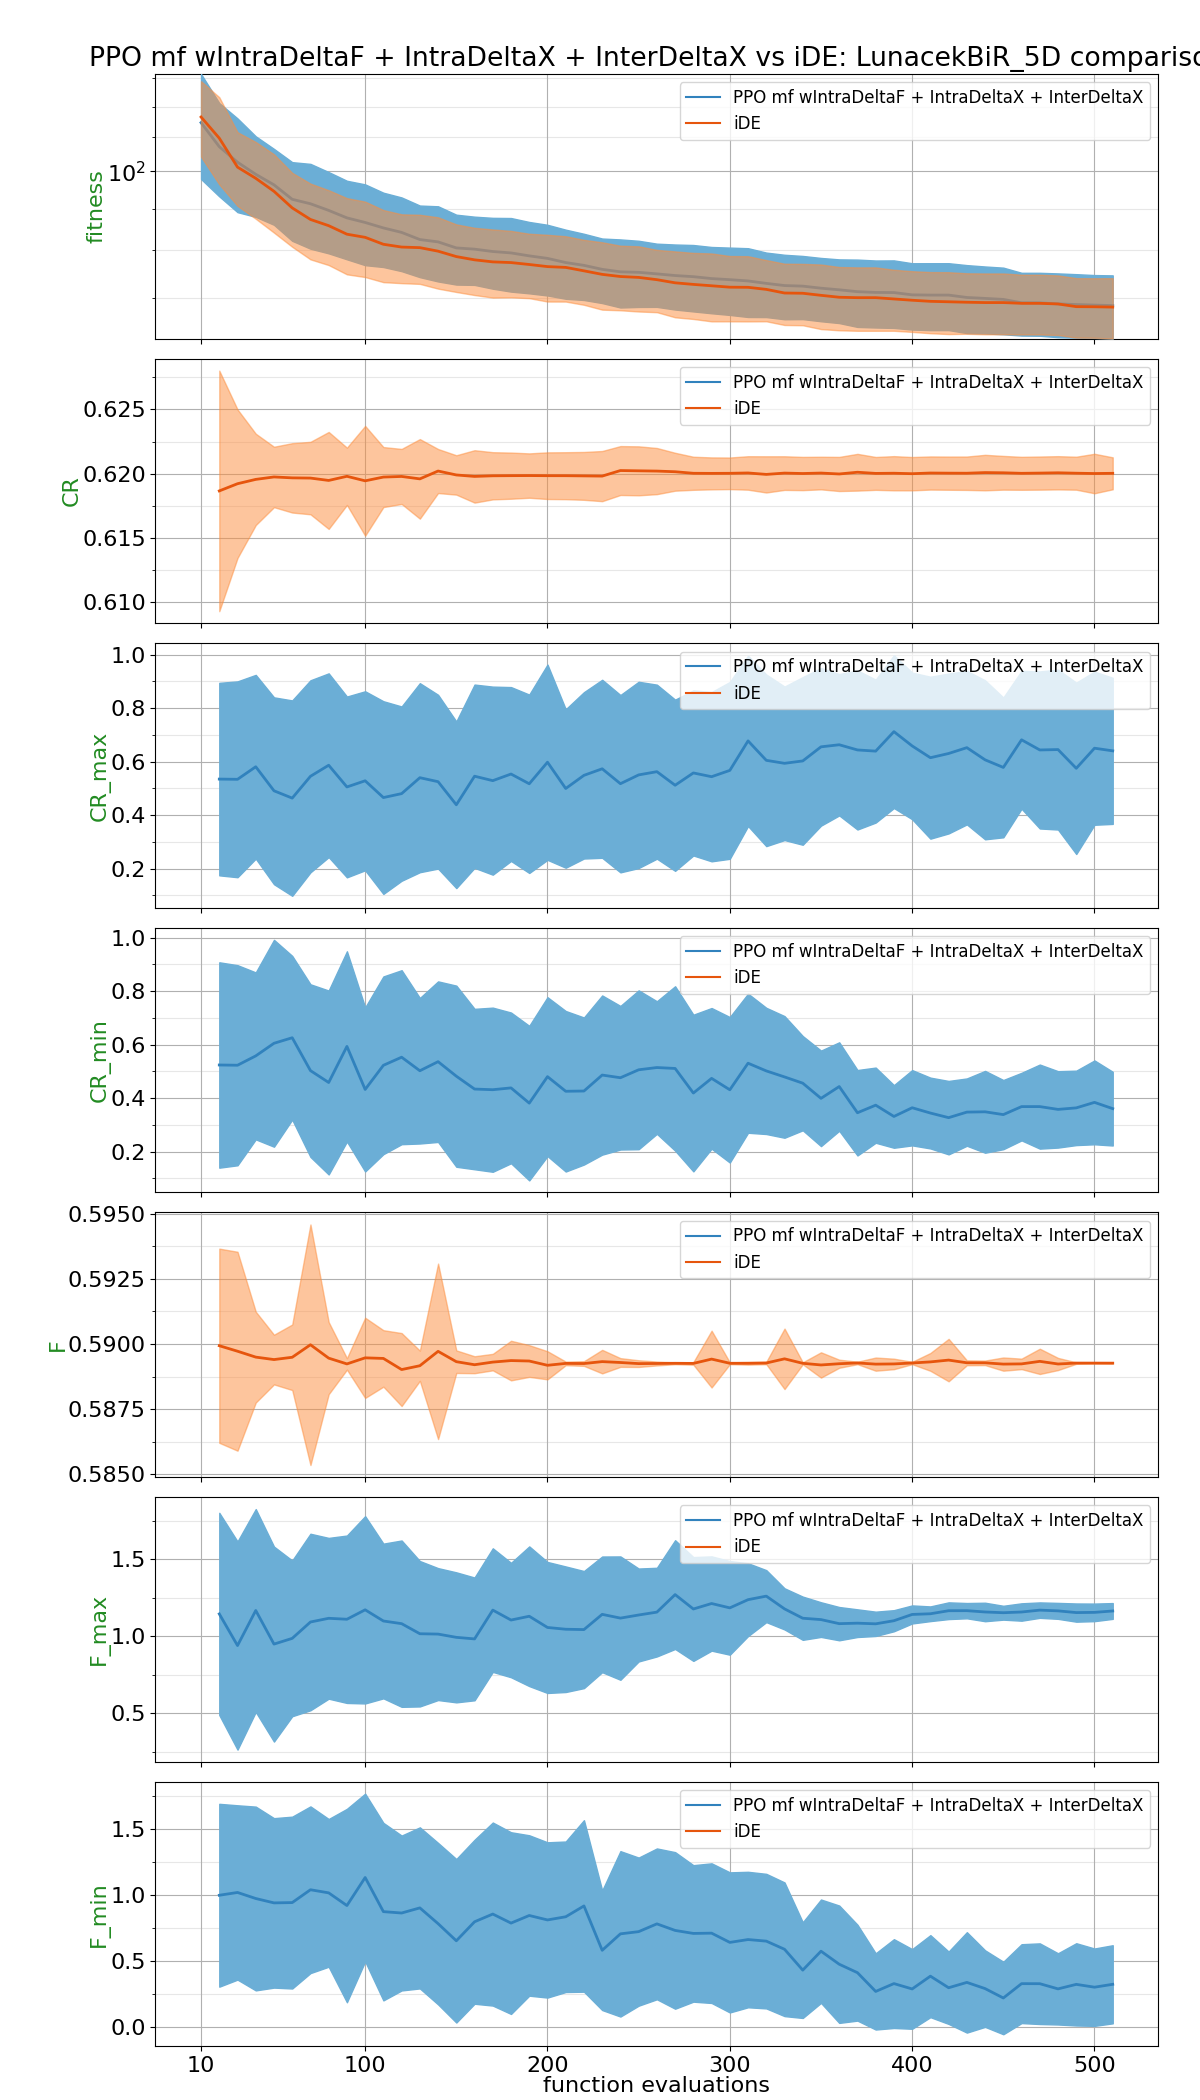 PPO mf wIntraDeltaF + IntraDeltaX + InterDeltaX vs iDE: LunacekBiR_5D comparisc
PPO mf wIntraDeltaF + IntraDeltaX + InterDeltaX
iDE
10²
fitness
PPO mf wIntraDeltaF + IntraDeltaX + InterDeltaX
iDE
0.625
0.620
0.615
0.610
CR
PPO mf wIntraDeltaF + IntraDeltaX + InterDeltaX
iDE
1.0
0.8
0.6
0.4
0.2
CR_max
PPO mf wIntraDeltaF + IntraDeltaX + InterDeltaX
iDE
1.0
0.8
0.6
0.4
0.2
CR_min
PPO mf wIntraDeltaF + IntraDeltaX + InterDeltaX
iDE
0.5950
0.5925
0.5900
0.5875
0.5850
F
PPO mf wIntraDeltaF + IntraDeltaX + InterDeltaX
iDE
1.5
1.0
0.5
F_max
PPO mf wIntraDeltaF + IntraDeltaX + InterDeltaX
iDE
1.5
1.0
0.5
0.0
F_min
10 100 200 300 400 500
function evaluations